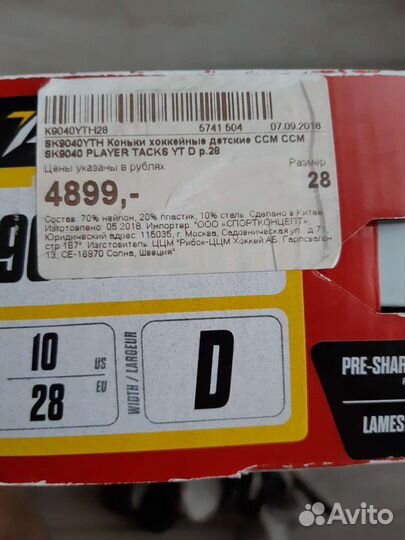 K9040YTH28 5741 504 07.09.2018
SK9040YTH Коньки хоккейные детские CCM CCM
SK9040 PLAYER TACKS YT D р.28
Цены указаны в рублях Размер
4899,- 28
Состав: 70% нейлон, 20% пластик, 10% сталь. Сделано в Китае
Изготовлено: 05.2018. Импортер "ООО «СПОРТКОНЦЕПТ»
Юридический адрес: 115035, г. Москва, Садовническая ул. д.71,
стр 187" Изготовитель: ЦЦМ "Рибок-ЦЦМ Хоккей АБ,
13, СЕ-16970 Солна, Швеция"
90
10 US
28 EU
WIDTH / LARGEUR
D
PRE-SHAR
LAMES
Avito